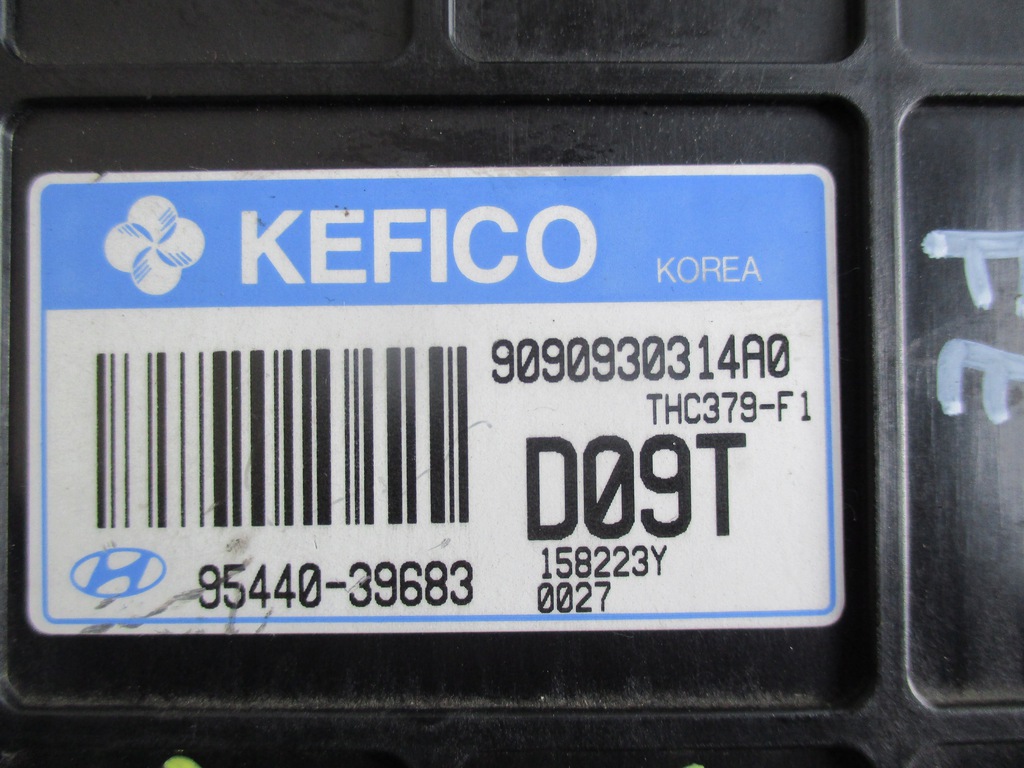 KEFICO
KOREA
9090930314A0
THC379-F1
D09T
158223Y
0027
95440-39683